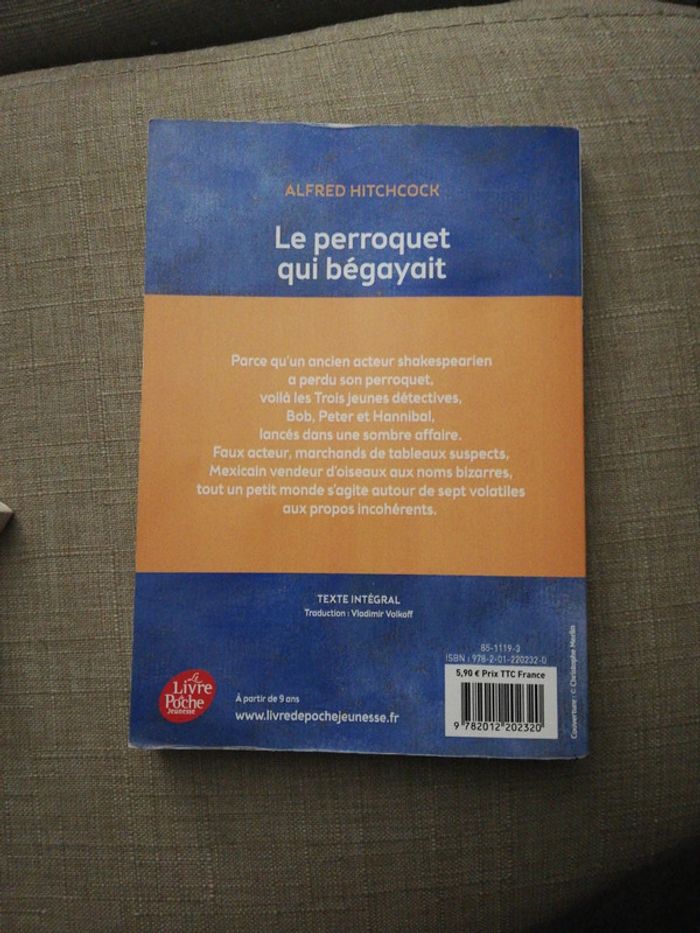 ALFRED HITCHCOCK
Le perroquet
qui bégayait
Parce qu'un ancien acteur shakespearien
a perdu son perroquet,
voilà les Trois jeunes détectives,
Bob, Peter et Hannibal,
lancés dans une sombre affaire.
Faux acteur, marchands de tableaux suspects,
Mexicain vendeur d'oiseaux aux noms bizarres,
tout un petit monde s'agite autour de sept volatiles
aux propos incohérents.
TEXTE INTÉGRAL
Traduction : Vladimir Volkoff
85-1119-3
ISBN : 978-2-01-220232-0
5,90 € Prix TTC France
9 782012 202320
Couverture : © Christophe Merlin
Le
Livre
de
Poche
Jeunesse
À partir de 9 ans
www.livredepochejeunesse.fr